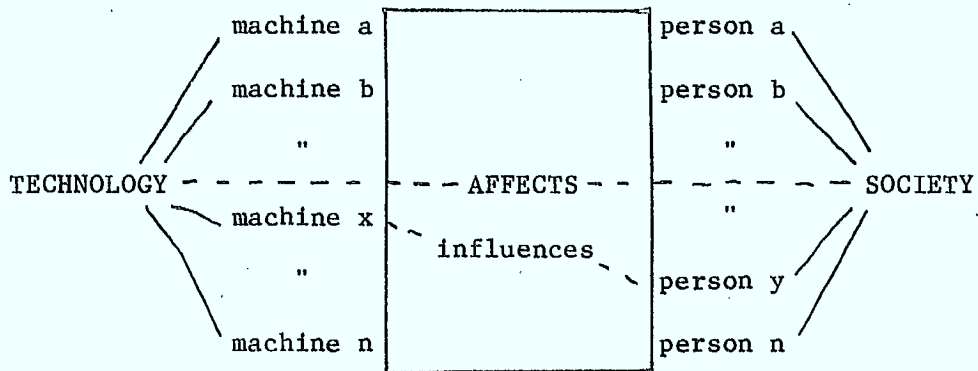 machine a person a
machine b person b
" "
TECHNOLOGY AFFECTS SOCIETY
machine x "
influences
" person y
machine n person n